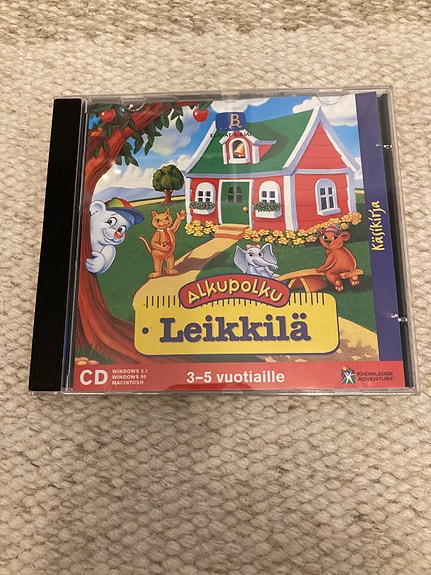 Käsikirja
Alkupolku
Leikkilä
3–5 vuotiaille
CD
WINDOWS 3.1
WINDOWS 95
MACINTOSH
KNOWLEDGE
ADVENTURE